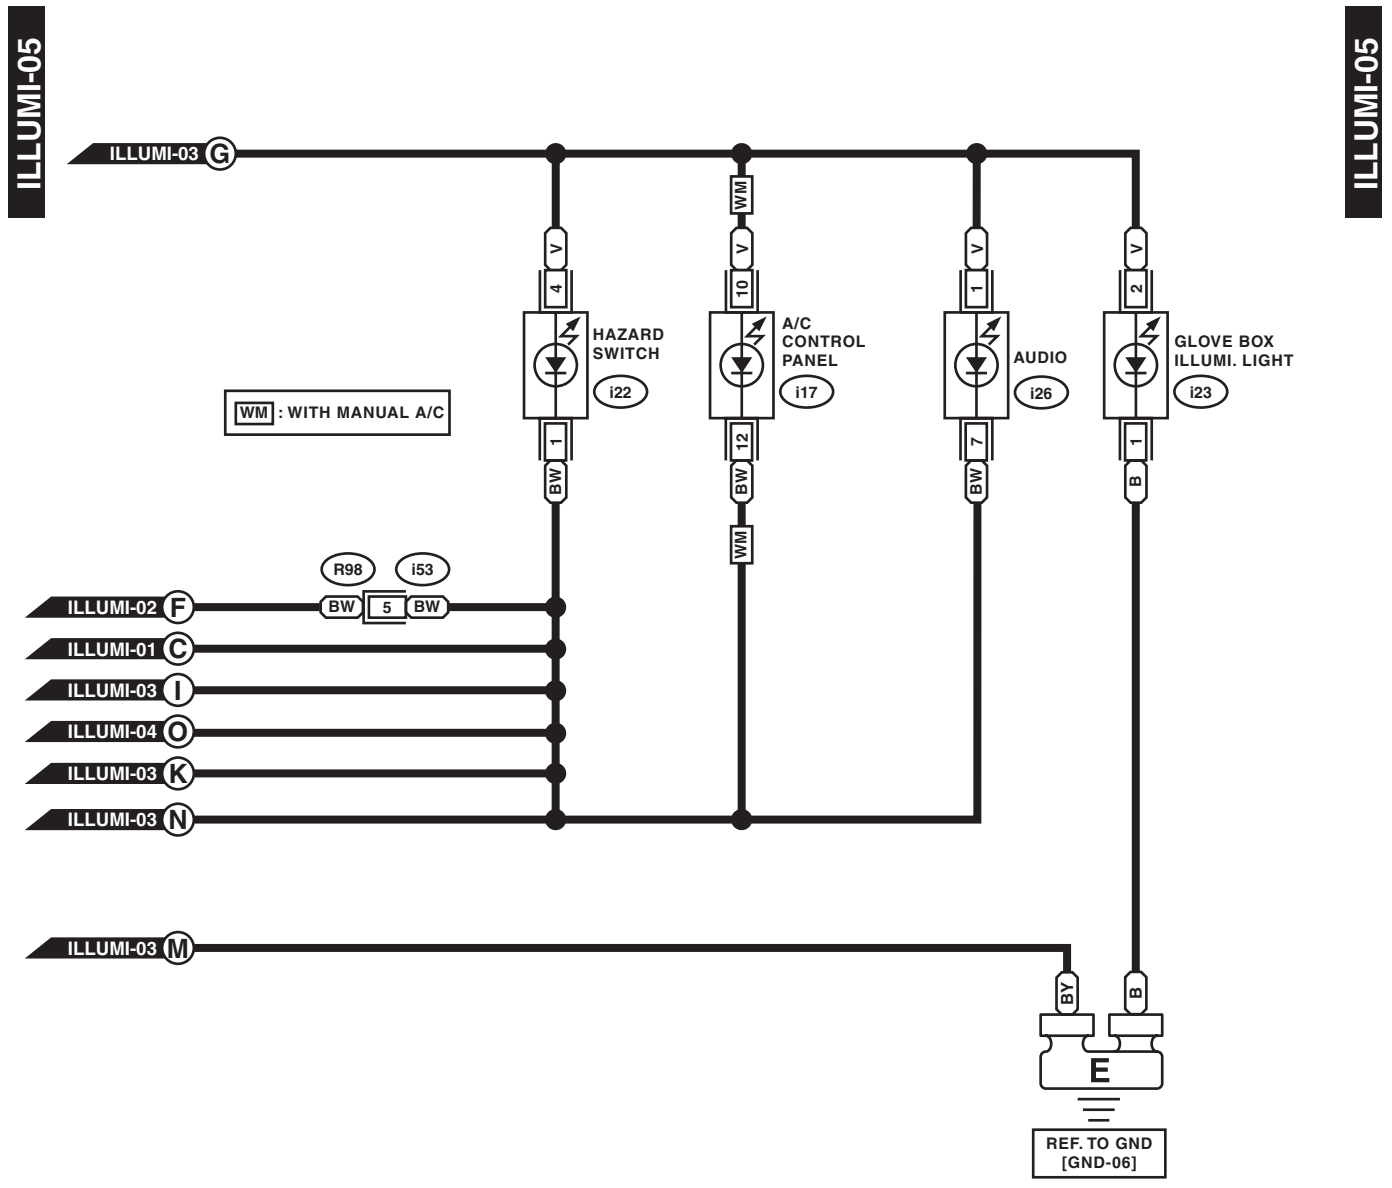 ILLUMI-05
ILLUMI-05
ILLUMI-03 G
WM
V
V
V
V
4
10
1
2
HAZARD
SWITCH
i22
A/C
CONTROL
PANEL
i17
AUDIO
i26
GLOVE BOX
ILLUMI. LIGHT
i23
WM : WITH MANUAL A/C
1
12
7
1
BW
BW
BW
B
WM
R98
i53
ILLUMI-02 F
BW
5
BW
ILLUMI-01 C
ILLUMI-03 I
ILLUMI-04 O
ILLUMI-03 K
ILLUMI-03 N
ILLUMI-03 M
BY
B
E
REF. TO GND
[GND-06]